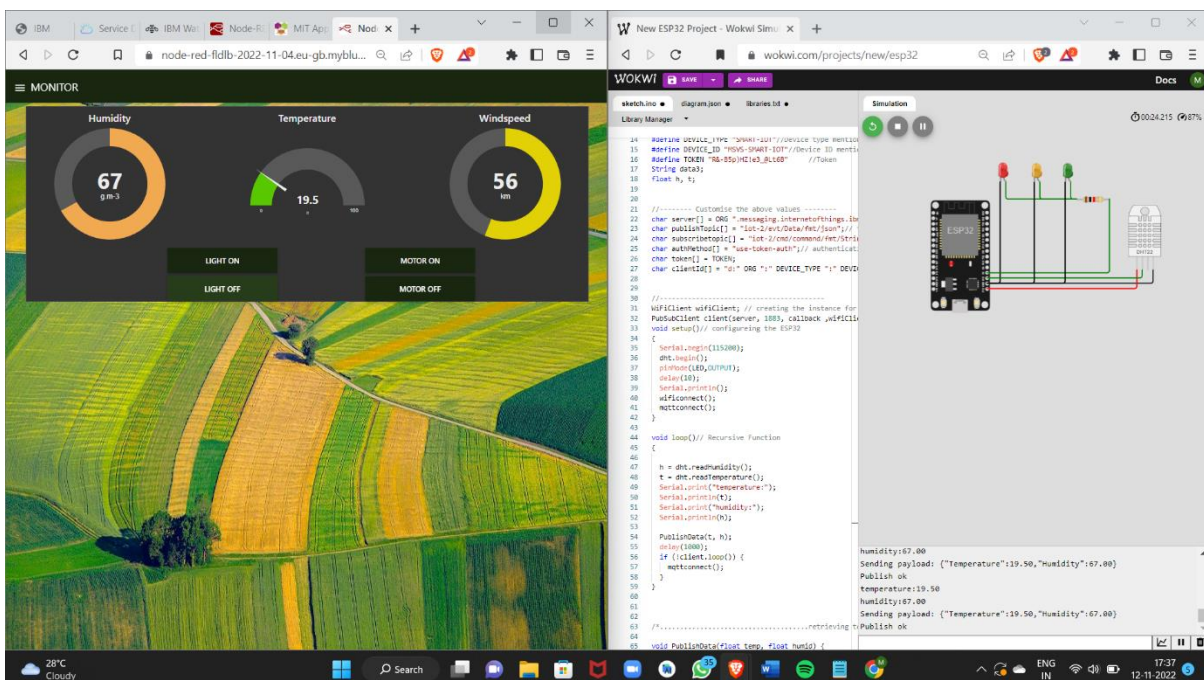 IBM
Service D
IBM Wat
Node-R
MIT App
Node
node-red-fldlb-2022-11-04.eu-gb.myblu...
MONITOR
Humidity
Temperature
Windspeed
67
g.m-3
19.5
0
100
56
km
LIGHT ON
MOTOR ON
LIGHT OFF
MOTOR OFF
New ESP32 Project - Wokwi Simul
wokwi.com/projects/new/esp32
WOKWI
SAVE
SHARE
Docs
M
sketch.ino
diagram.json
libraries.txt
Library Manager
Simulation
00:24.215
87%
14 #define DEVICE_TYPE "SMART-IOT"//Device type mention
15 #define DEVICE_ID "MSVS-SMART-IOT"//Device ID mentio
17 String data3;
18 float h, t;
19
20
21 //-------- Customise the above values --------
22 char server[] = ORG ".messaging.internetofthings.ibm
23 char publishTopic[] = "iot-2/evt/Data/fmt/json";//
24 char subscribetopic[] = "iot-2/cmd/command/fmt/Strin
25 char authMethod[] = "use-token-auth";// authenticati
26 char token[] = TOKEN;
27 char clientId[] = "d:" ORG ":" DEVICE_TYPE ":" DEVIC
28
29
30 //-----------------------------------------
31 WiFiClient wifiClient; // creating the instance for
32 PubSubClient client(server, 1883, callback ,wifiClie
33 void setup()// configureing the ESP32
34 {
35 Serial.begin(115200);
36 dht.begin();
37 pinMode(LED,OUTPUT);
38 delay(10);
39 Serial.println();
40 wificonnect();
41 mqttconnect();
42 }
43
44 void loop()// Recursive Function
45 {
46
47 h = dht.readHumidity();
48 t = dht.readTemperature();
49 Serial.print("temperature:");
50 Serial.println(t);
51 Serial.print("humidity:");
52 Serial.println(h);
53
54 PublishData(t, h);
55 delay(1000);
56 if (!client.loop()) {
57 mqttconnect();
58 }
59 }
60
61
62
63 /*.....................................retrieving to
64
65 void PublishData(float temp, float humid) {
ESP32
DHT22
humidity:67.00
Sending payload: {"Temperature":19.50,"Humidity":67.00}
Publish ok
temperature:19.50
humidity:67.00
Sending payload: {"Temperature":19.50,"Humidity":67.00}
Publish ok
28°C
Cloudy
Search
35
ENG
IN
17:37
12-11-2022
5